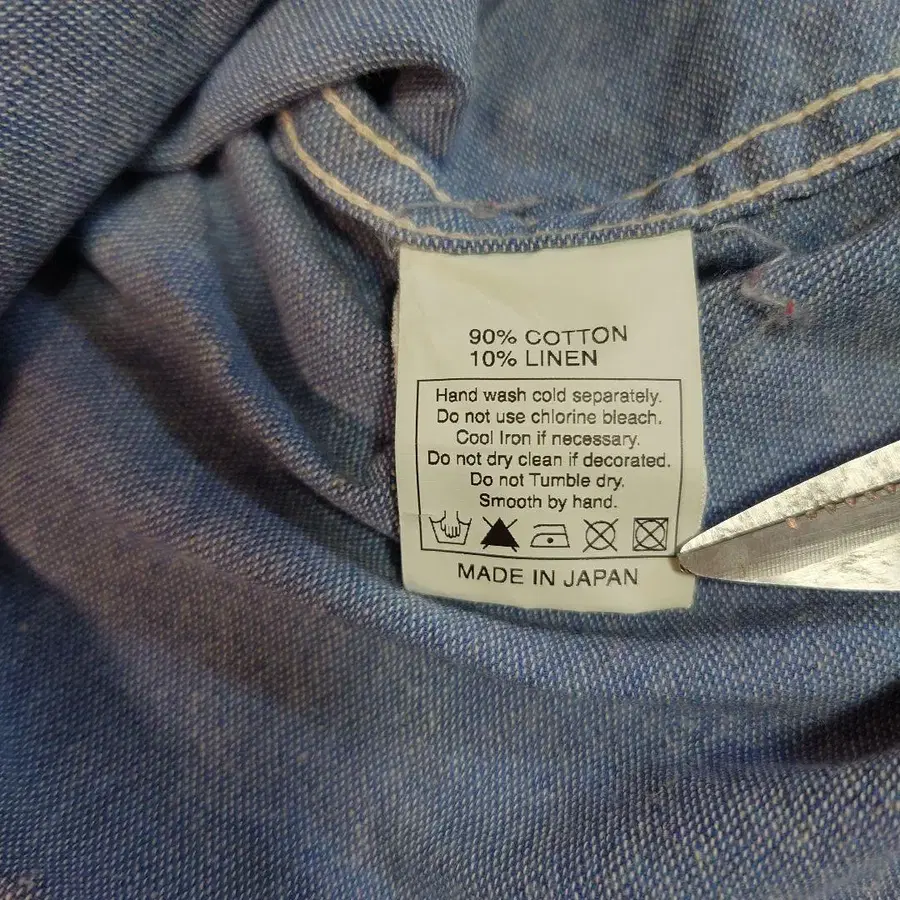 90% COTTON
10% LINEN
Hand wash cold separately.
Do not use chlorine bleach.
Cool Iron if necessary.
Do not dry clean if decorated.
Do not Tumble dry.
Smooth by hand.
MADE IN JAPAN